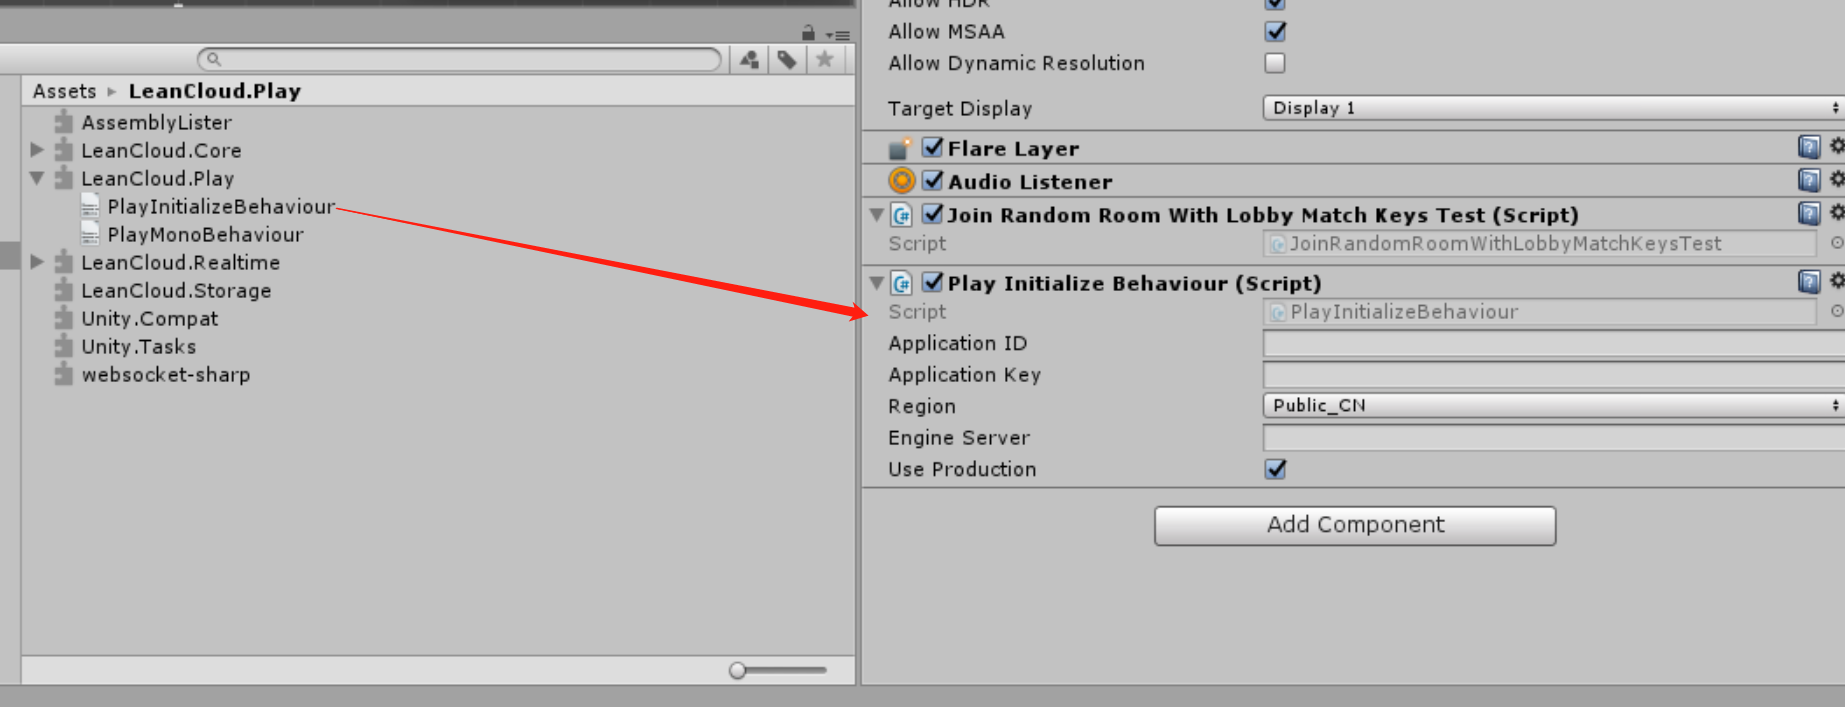 Assets ▸ LeanCloud.Play
AssemblyLister
LeanCloud.Core
LeanCloud.Play
PlayInitializeBehaviour
PlayMonoBehaviour
LeanCloud.Realtime
LeanCloud.Storage
Unity.Compat
Unity.Tasks
websocket-sharp
Allow HDR
Allow MSAA
Allow Dynamic Resolution
Target Display Display 1
Flare Layer
Audio Listener
Join Random Room With Lobby Match Keys Test (Script)
Script JoinRandomRoomWithLobbyMatchKeysTest
Play Initialize Behaviour (Script)
Script PlayInitializeBehaviour
Application ID
Application Key
Region Public_CN
Engine Server
Use Production
Add Component